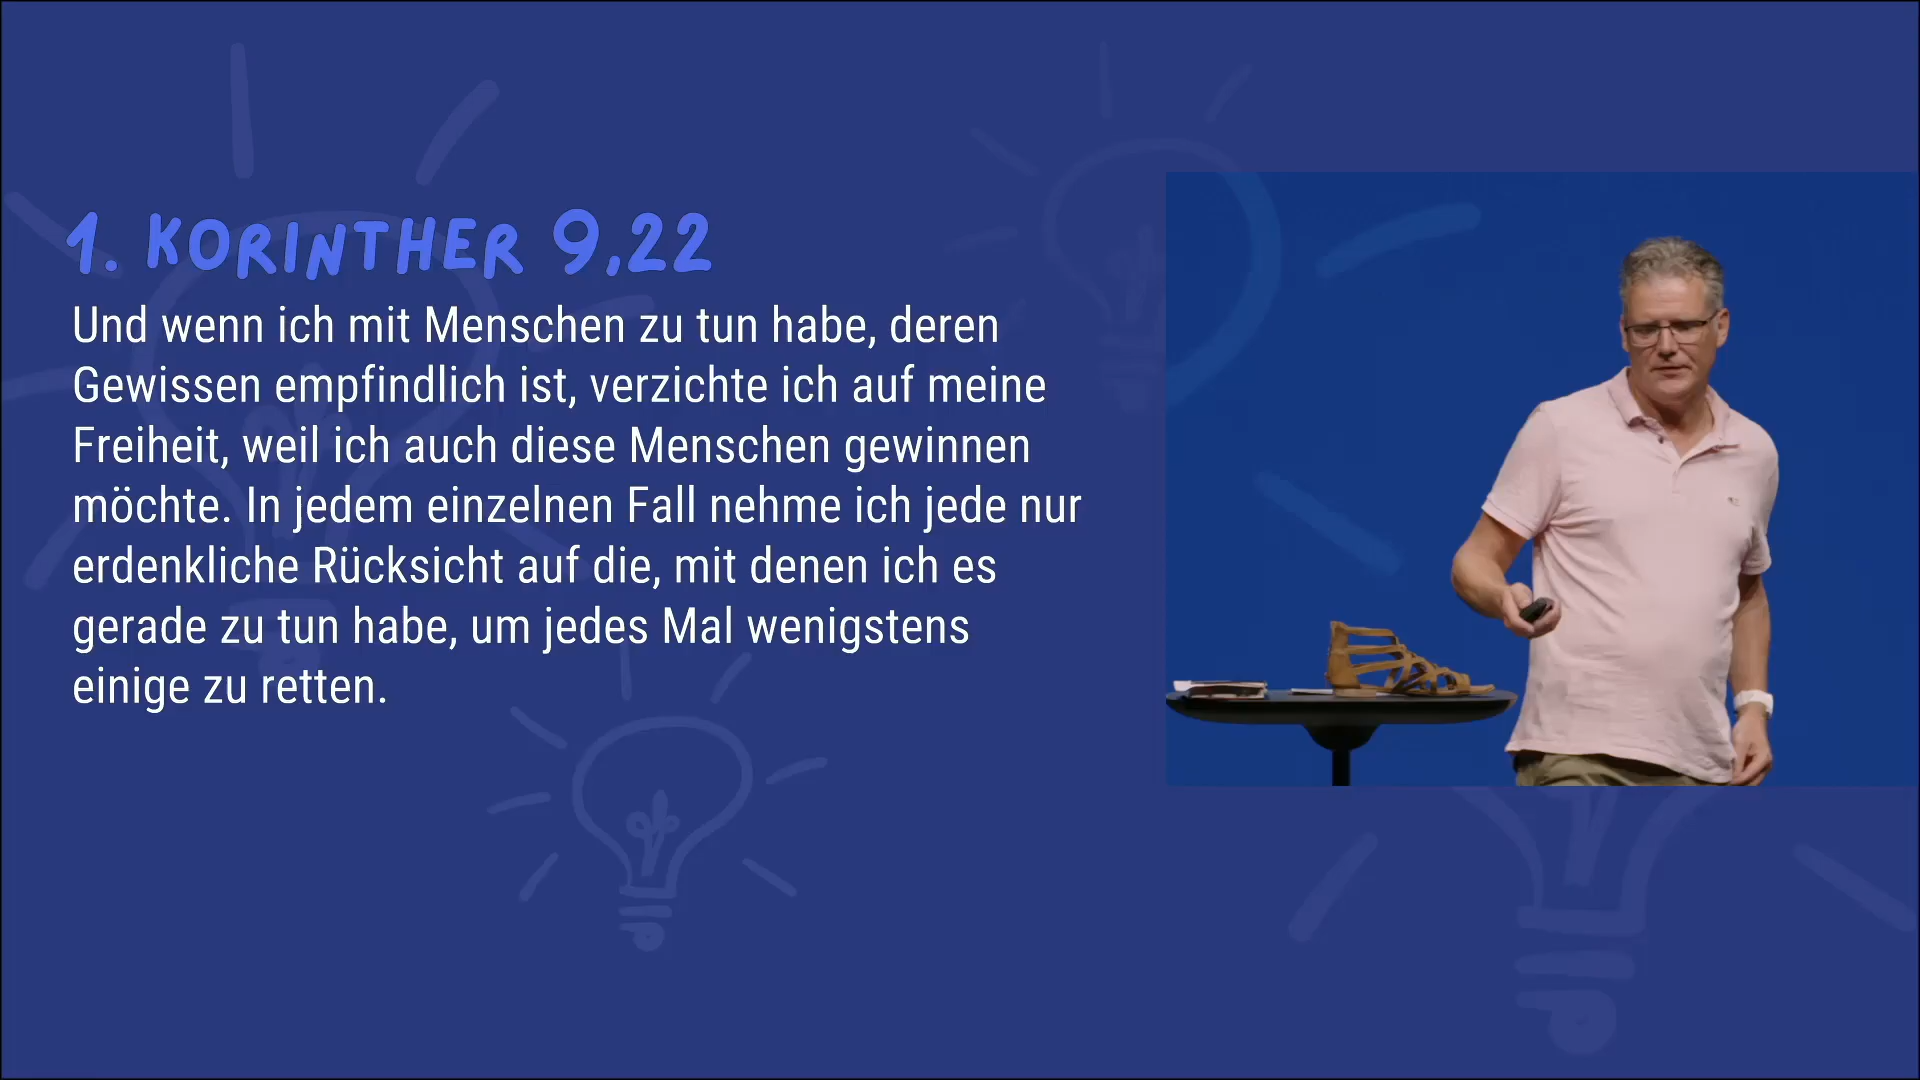 1. KORINTHER 9,22
Und wenn ich mit Menschen zu tun habe, deren
Gewissen empfindlich ist, verzichte ich auf meine
Freiheit, weil ich auch diese Menschen gewinnen
möchte. In jedem einzelnen Fall nehme ich jede nur
erdenkliche Rücksicht auf die, mit denen ich es
gerade zu tun habe, um jedes Mal wenigstens
einige zu retten.